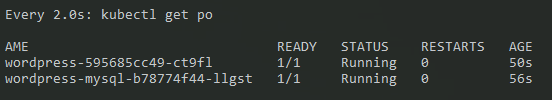 Every 2.0s: kubectl get po
AME READY STATUS RESTARTS AGE
wordpress-595685cc49-ct9fl 1/1 Running 0 50s
wordpress-mysql-b78774f44-llgst 1/1 Running 0 56s